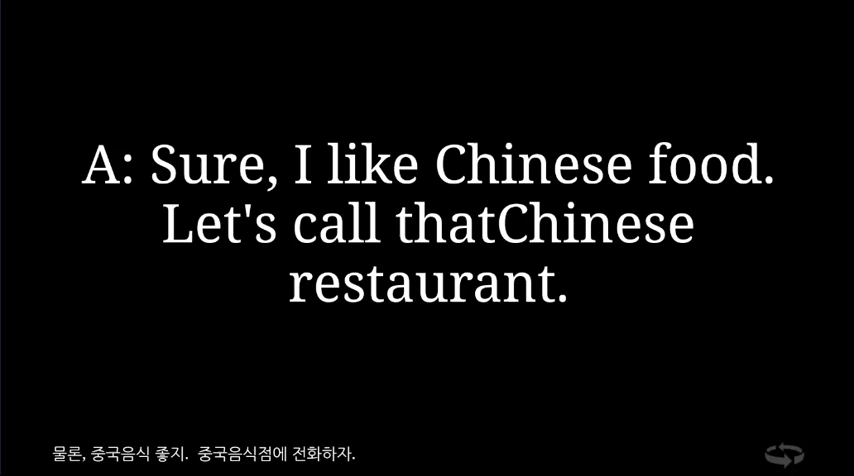 A: Sure, I like Chinese food.
Let's call thatChinese
restaurant.
물론, 중국음식 좋지.  중국음식점에 전화하자.